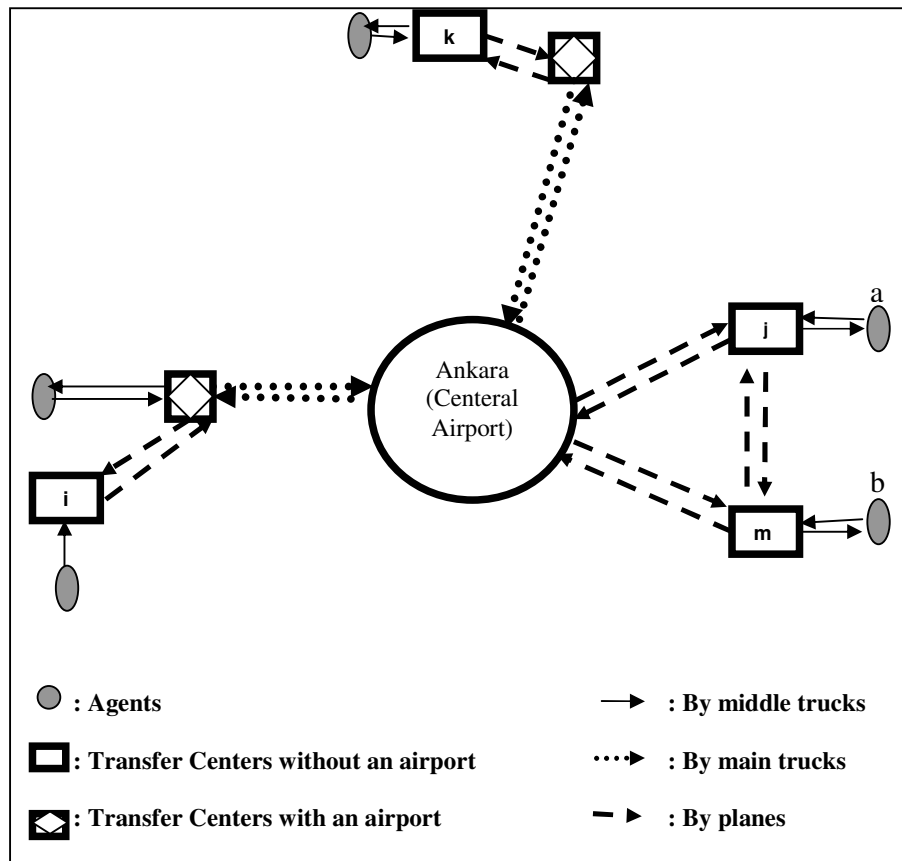 k
a
j
Ankara
(Centeral
Airport)
i
b
m
: Agents
: By middle trucks
: Transfer Centers without an airport
: By main trucks
: Transfer Centers with an airport
: By planes